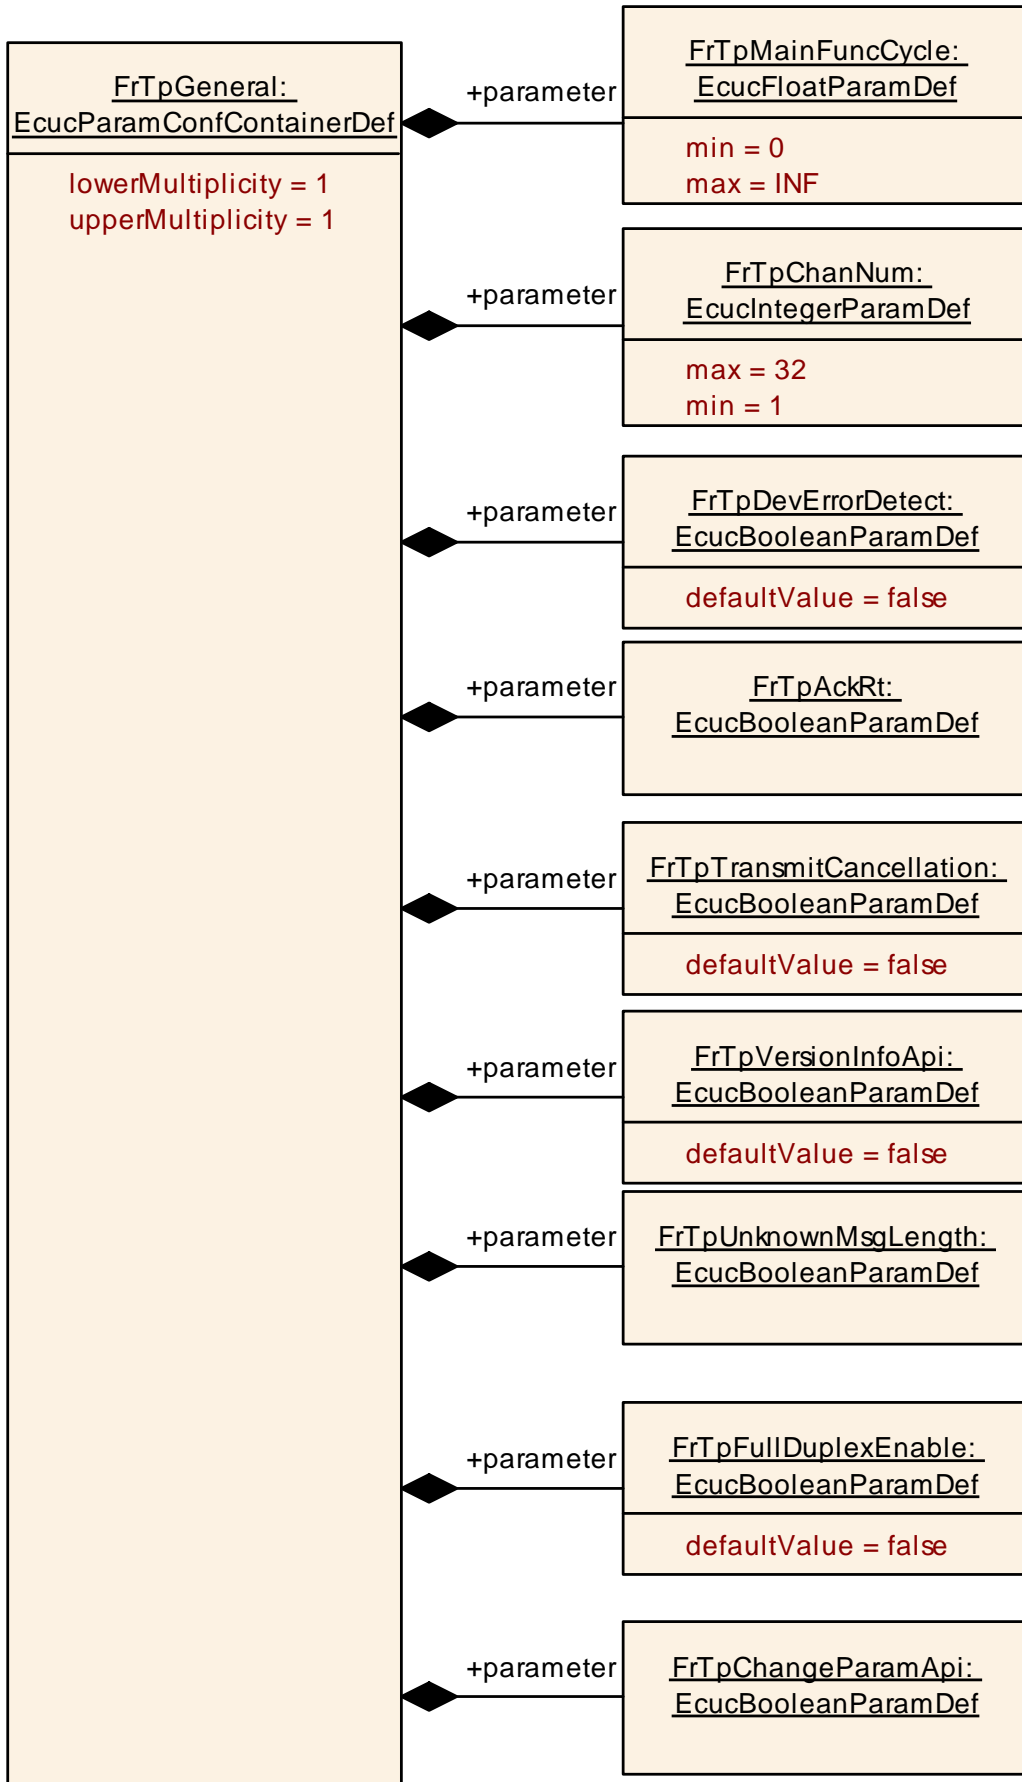 FrTpGeneral:
EcucParamConfContainerDef
lowerMultiplicity = 1
upperMultiplicity = 1
+parameter
FrTpMainFuncCycle:
EcucFloatParamDef
min = 0
max = INF
+parameter
FrTpChanNum:
EcucIntegerParamDef
max = 32
min = 1
+parameter
FrTpDevErrorDetect:
EcucBooleanParamDef
defaultValue = false
+parameter
FrTpAckRt:
EcucBooleanParamDef
+parameter
FrTpTransmitCancellation:
EcucBooleanParamDef
defaultValue = false
+parameter
FrTpVersionInfoApi:
EcucBooleanParamDef
defaultValue = false
+parameter
FrTpUnknownMsgLength:
EcucBooleanParamDef
+parameter
FrTpFullDuplexEnable:
EcucBooleanParamDef
defaultValue = false
+parameter
FrTpChangeParamApi:
EcucBooleanParamDef